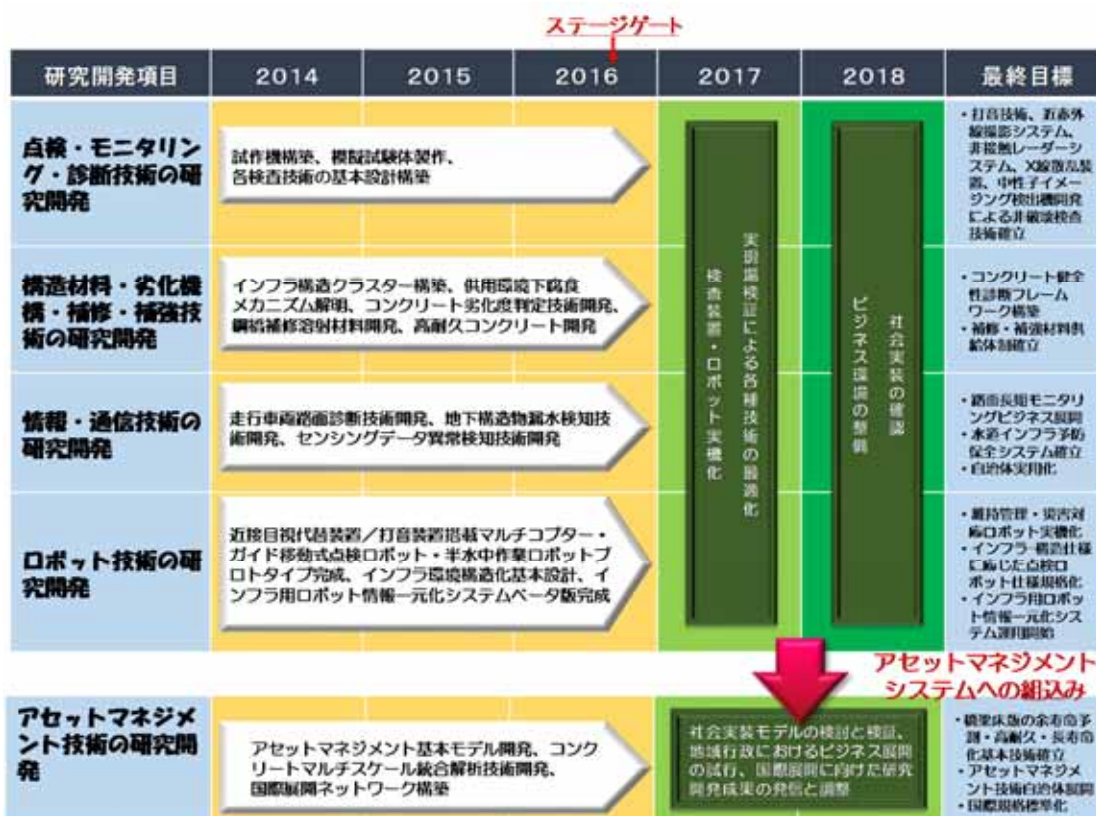 ステージゲート
研究開発項目 2014 2015 2016 2017 2018 最終目標
点検・モニタリン
グ・診断技術の研
究開発
試作機構築、模擬試験体製作、
各検査技術の基本設計構築
・打音技術、近赤外
線撮影システム、
非接触レーダーシ
ステム、X線散乱装
置、中性子イメー
ジング検出機開発
による非破壊検査
技術確立
構造材料・劣化機
構・補修・補強技
術の研究開発
インフラ構造クラスター構築、供用環境下腐食
メカニズム解明、コンクリート劣化度判定技術開発、
鋼橋補修溶射材料開発、高耐久コンクリート開発
・コンクリート健全
性診断フレーム
ワーク構築
・補修・補強材料供
給体制確立
情報・通信技術の
研究開発
走行車両路面診断技術開発、地下構造物漏水検知技
術開発、センシングデータ異常検知技術開発
・路面長期モニタリ
ングビジネス展開
・水道インフラ予防
保全システム確立
・自治体実用化
ロボット技術の研
究開発
近接目視代替装置/打音装置搭載マルチコプター・
ガイド移動式点検ロボット・半水中作業ロボットプ
ロトタイプ完成、インフラ環境構造化基本設計、イ
ンフラ用ロボット情報一元化システムベータ版完成
・維持管理・災害対
応ロボット実機化
・インフラ構造仕様
に応じた点検ロ
ボット仕様規格化
・インフラ用ロボッ
ト情報一元化シス
テム運用開始
実現場検証による各種技術の最適化
検査装置・ロボット実機化
社会実装の確認
ビジネス環境の整備
アセットマネジメント
システムへの組込み
アセットマネジメ
ント技術の研究開
発
アセットマネジメント基本モデル開発、コンク
リートマルチスケール統合解析技術開発、
国際展開ネットワーク構築
社会実装モデルの検討と検証、
地域行政におけるビジネス展開
の試行、国際展開に向けた研究
開発成果の発信と調整
・橋梁床版の余寿命予
測・高耐久・長寿命
化基本技術確立
・アセットマネジメ
ント技術自治体展開
・国際規格標準化